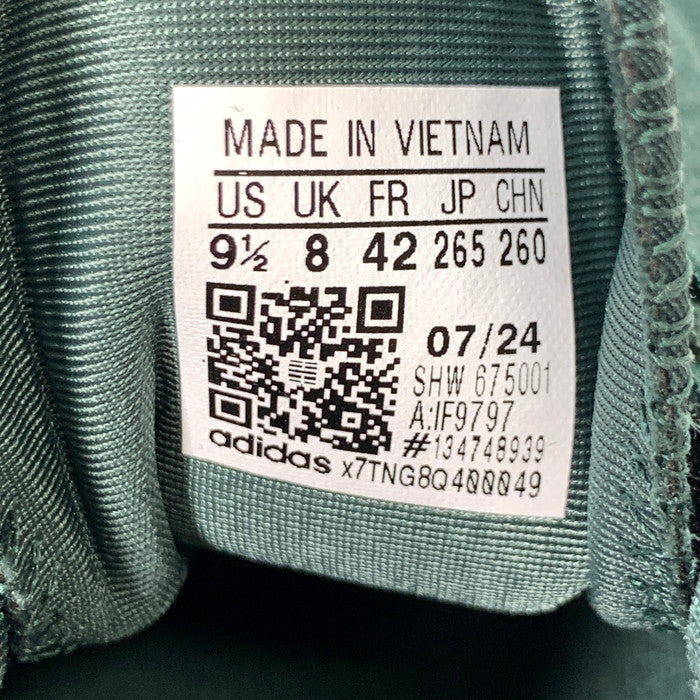 MADE IN VIETNAM
US UK FR JP CHN
9½ 8 42 265 260
07/24
SHW 675001
A:IF9797
#134748939
adidas x7TNG8Q400049